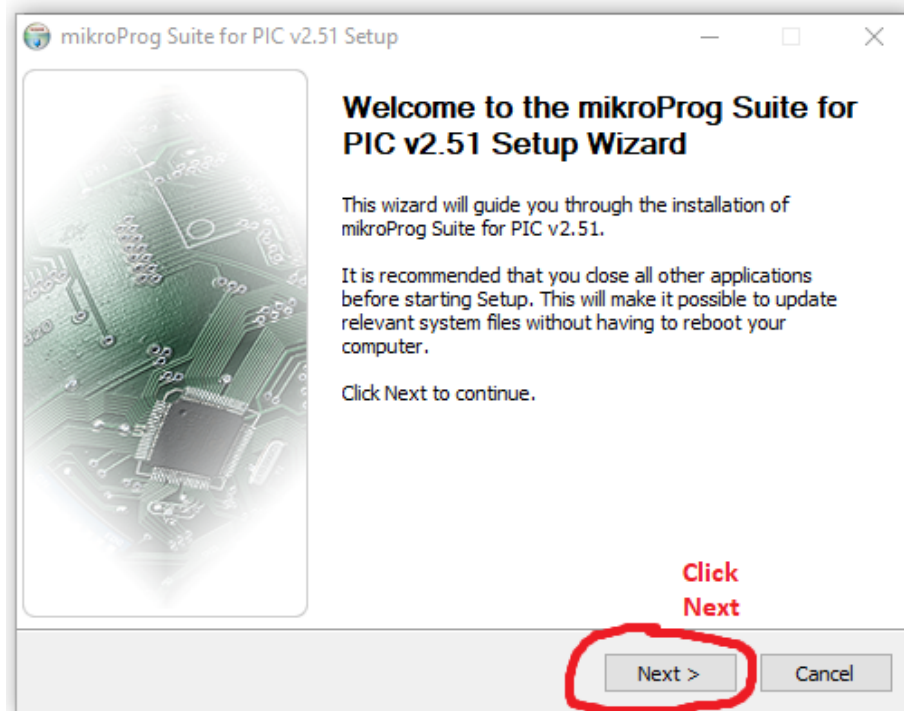 mikroProg Suite for PIC v2.51 Setup
Welcome to the mikroProg Suite for
PIC v2.51 Setup Wizard
This wizard will guide you through the installation of
mikroProg Suite for PIC v2.51.
It is recommended that you close all other applications
before starting Setup. This will make it possible to update
relevant system files without having to reboot your
computer.
Click Next to continue.
Click
Next
Next >
Cancel